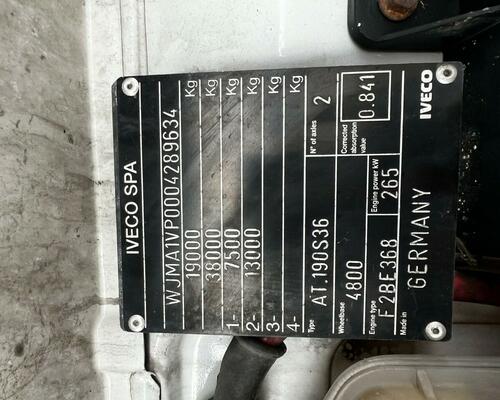 IVECO SPA
WJMA1VP0004289634
19000 Kg
38000 Kg
1- 7500 Kg
2- 13000 Kg
3- Kg
4- Kg
Type AT.190S36 N° of axles 2
Wheelbase 4800 Corrected absorption value 0.841
Engine type F2BE368 Engine power kW 265
Made in GERMANY IVECO